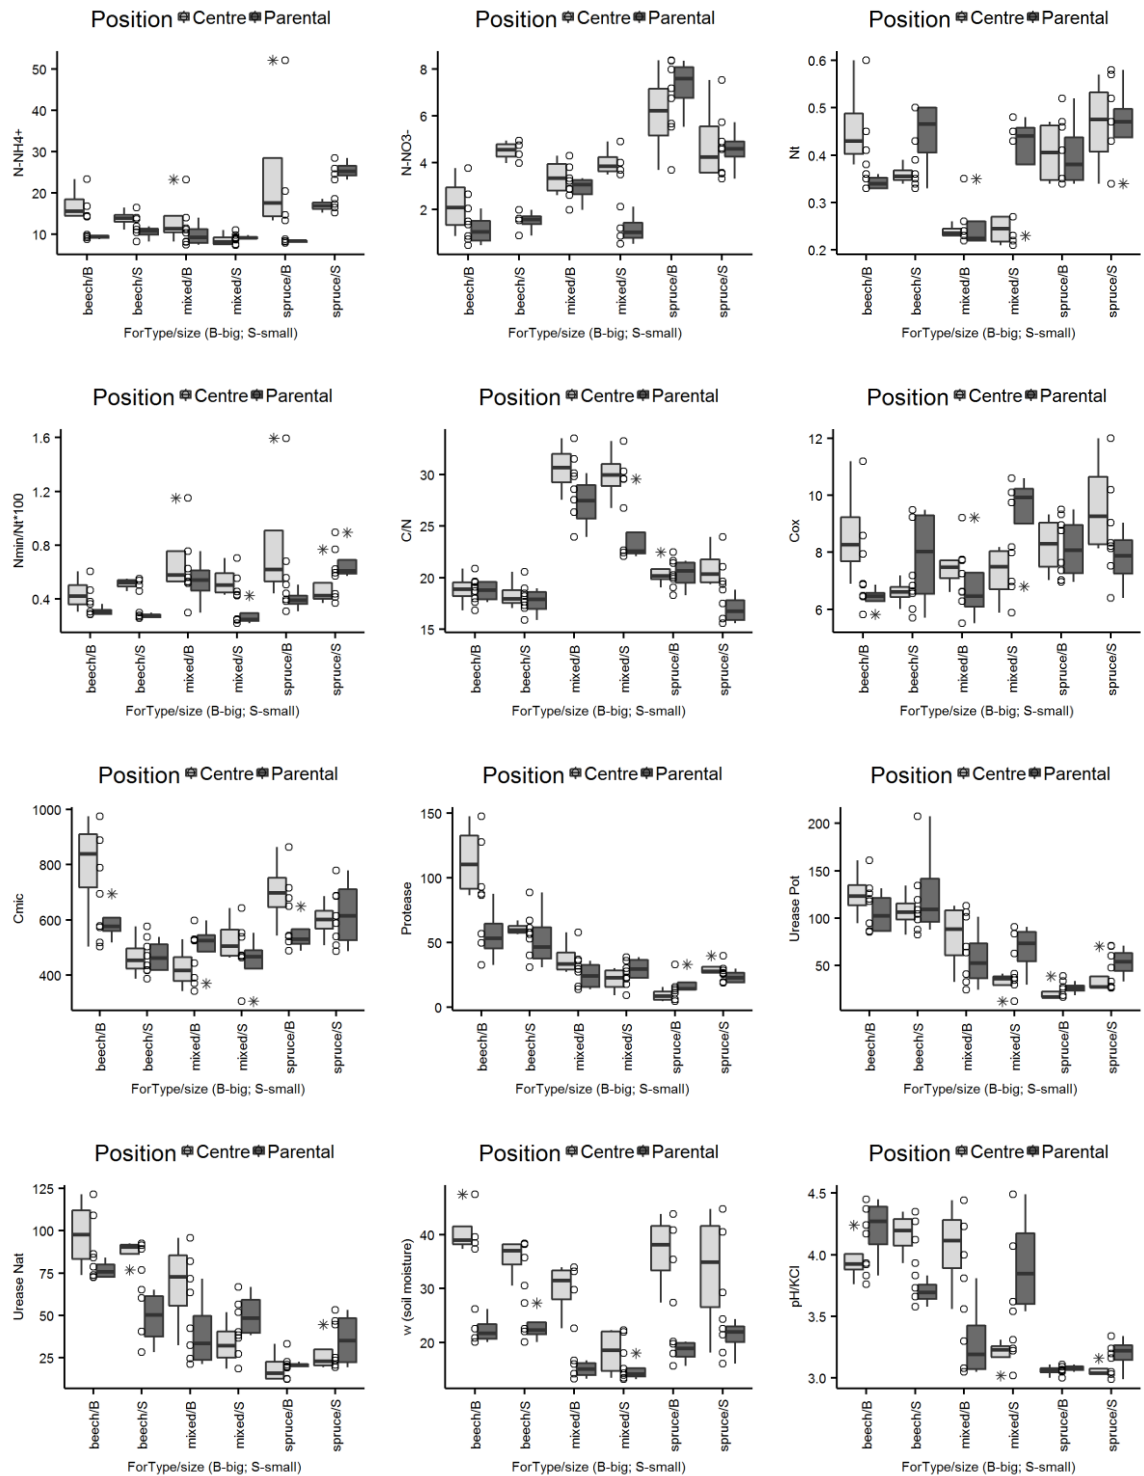 Position Centre Parental
Position Centre Parental
Position Centre Parental
N-NH4+
50
40
30
20
10
beech/B
beech/S
mixed/B
mixed/S
spruce/B
spruce/S
ForType/size (B-big; S-small)
N-NO3-
8
6
4
2
beech/B
beech/S
mixed/B
mixed/S
spruce/B
spruce/S
ForType/size (B-big; S-small)
Nt
0.6
0.5
0.4
0.3
0.2
beech/B
beech/S
mixed/B
mixed/S
spruce/B
spruce/S
ForType/size (B-big; S-small)
Position Centre Parental
Position Centre Parental
Position Centre Parental
Nmin/Nt*100
1.6
1.2
0.8
0.4
beech/B
beech/S
mixed/B
mixed/S
spruce/B
spruce/S
ForType/size (B-big; S-small)
C/N
30
25
20
15
beech/B
beech/S
mixed/B
mixed/S
spruce/B
spruce/S
ForType/size (B-big; S-small)
Cox
12
10
8
6
beech/B
beech/S
mixed/B
mixed/S
spruce/B
spruce/S
ForType/size (B-big; S-small)
Position Centre Parental
Position Centre Parental
Position Centre Parental
Cmic
1000
800
600
400
beech/B
beech/S
mixed/B
mixed/S
spruce/B
spruce/S
ForType/size (B-big; S-small)
Protease
150
100
50
0
beech/B
beech/S
mixed/B
mixed/S
spruce/B
spruce/S
ForType/size (B-big; S-small)
Urease Pot
200
150
100
50
beech/B
beech/S
mixed/B
mixed/S
spruce/B
spruce/S
ForType/size (B-big; S-small)
Position Centre Parental
Position Centre Parental
Position Centre Parental
Urease Nat
125
100
75
50
25
beech/B
beech/S
mixed/B
mixed/S
spruce/B
spruce/S
ForType/size (B-big; S-small)
w (soil moisture)
40
30
20
beech/B
beech/S
mixed/B
mixed/S
spruce/B
spruce/S
ForType/size (B-big; S-small)
pH/KCl
4.5
4.0
3.5
3.0
beech/B
beech/S
mixed/B
mixed/S
spruce/B
spruce/S
ForType/size (B-big; S-small)